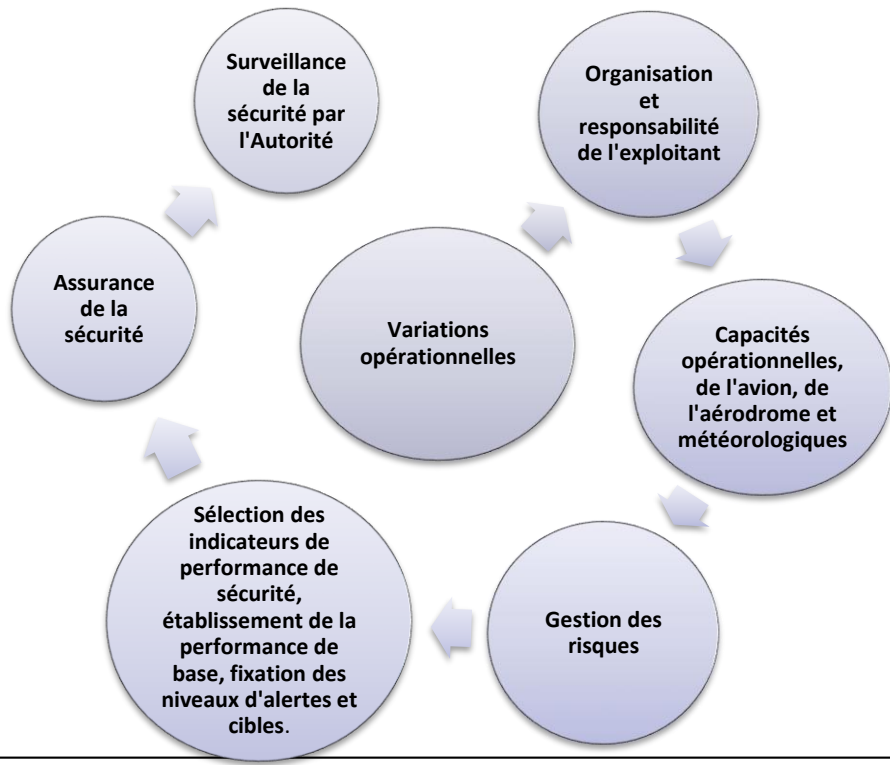 Variations
opérationnelles
Organisation
et
responsabilité
de l'exploitant
Capacités
opérationnelles,
de l'avion, de
l'aérodrome et
météorologiques
Gestion des
risques
Sélection des
indicateurs de
performance de
sécurité,
établissement de la
performance de
base, fixation des
niveaux d'alertes et
cibles.
Assurance
de la
sécurité
Surveillance
de la
sécurité par
l'Autorité